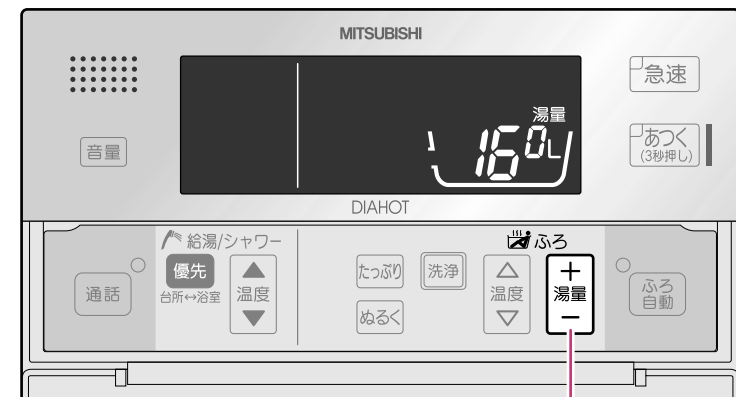 MITSUBISHI
湯量
160L
急速
音量
あつく
(3秒押し)
DIAHOT
給湯/シャワー
ふろ
通話
優先
台所↔浴室
温度
たっぷり
洗浄
ぬるく
温度
+
湯量
−
ふろ
自動